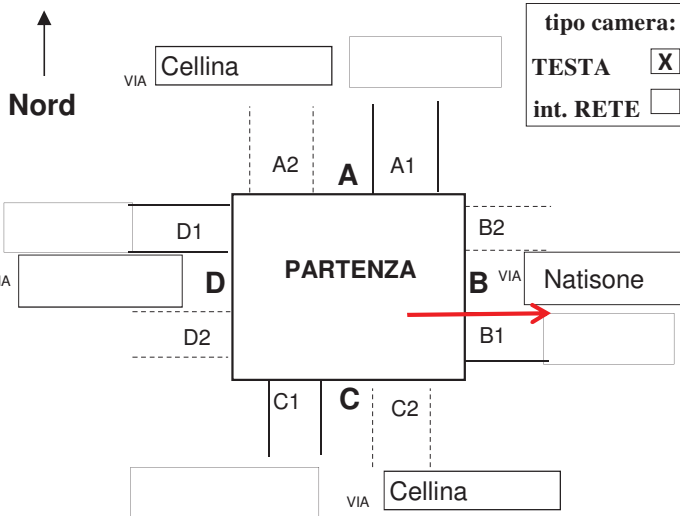 tipo camera:
VIA Cellina
TESTA X
Nord
int. RETE
A2 A A1
D1 B2
PARTENZA
D B VIA Natisone
D2 B1
C1 C C2
VIA Cellina